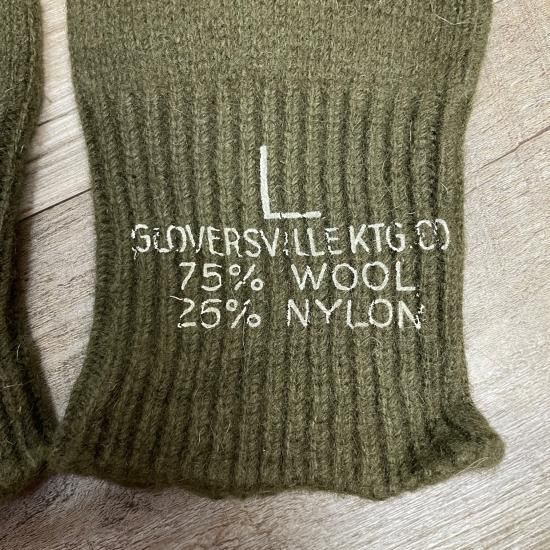 L
GLOVERSVILLE KTG. CO
75% WOOL
25% NYLON